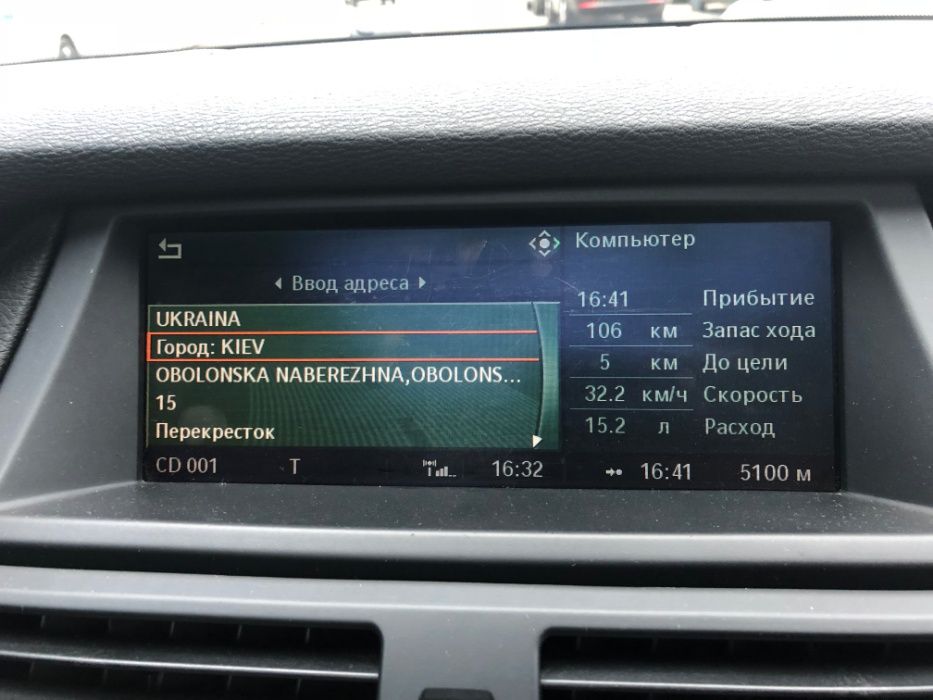 Компьютер
Ввод адреса
UKRAINA
Город: KIEV
OBOLONSKA NABEREZHNA,OBOLONS...
15
Перекресток
16:41 Прибытие
106 км Запас хода
5 км До цели
32.2 км/ч Скорость
15.2 л Расход
CD 001 T 16:32 16:41 5100 м